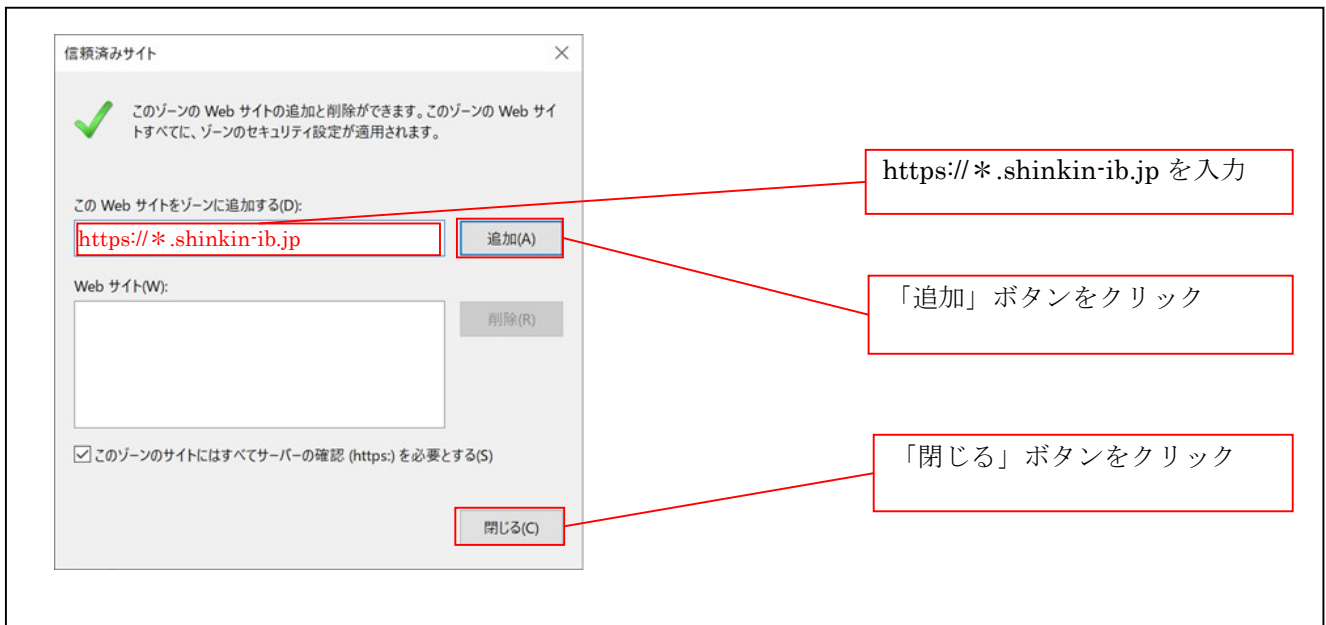 信頼済みサイト
このゾーンの Web サイトの追加と削除ができます。このゾーンの Web サイ
トすべてに、ゾーンのセキュリティ設定が適用されます。
この Web サイトをゾーンに追加する(D):
https://＊.shinkin-ib.jp
追加(A)
Web サイト(W):
削除(R)
このゾーンのサイトにはすべてサーバーの確認 (https:) を必要とする(S)
閉じる(C)
https://＊.shinkin-ib.jp を入力
「追加」ボタンをクリック
「閉じる」ボタンをクリック